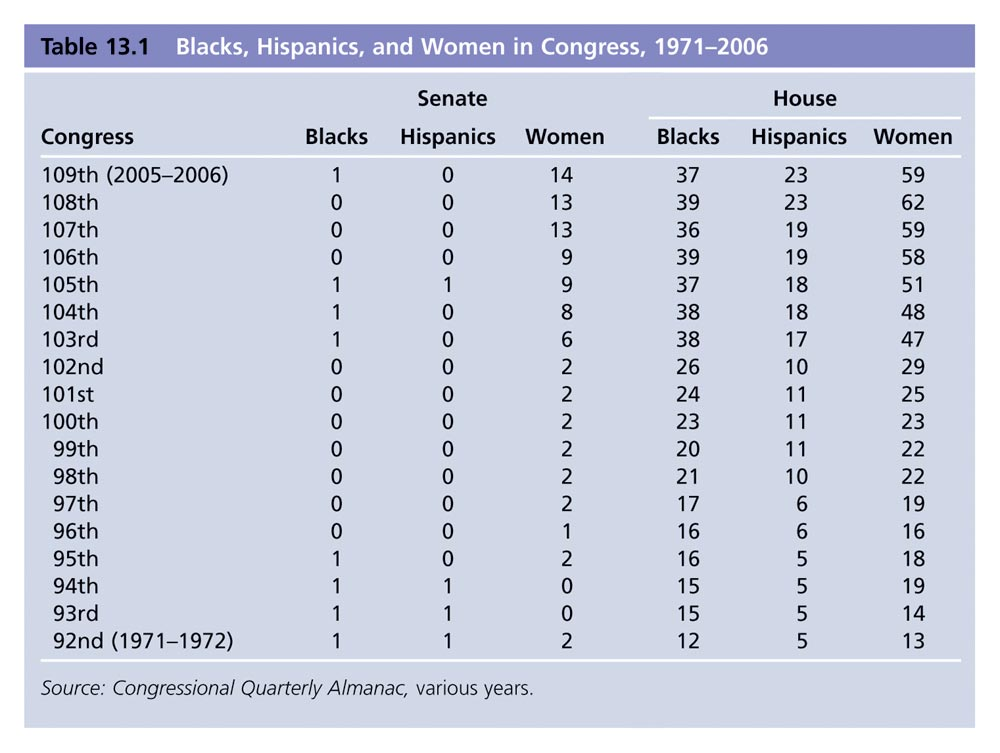 Table 13.1 Blacks, Hispanics, and Women in Congress, 1971–2006
Senate House
Congress Blacks Hispanics Women Blacks Hispanics Women
109th (2005–2006) 1 0 14 37 23 59
108th 0 0 13 39 23 62
107th 0 0 13 36 19 59
106th 0 0 9 39 19 58
105th 1 1 9 37 18 51
104th 1 0 8 38 18 48
103rd 1 0 6 38 17 47
102nd 0 0 2 26 10 29
101st 0 0 2 24 11 25
100th 0 0 2 23 11 23
99th 0 0 2 20 11 22
98th 0 0 2 21 10 22
97th 0 0 2 17 6 19
96th 0 0 1 16 6 16
95th 1 0 2 16 5 18
94th 1 1 0 15 5 19
93rd 1 1 0 15 5 14
92nd (1971–1972) 1 1 2 12 5 13
Source: Congressional Quarterly Almanac, various years.